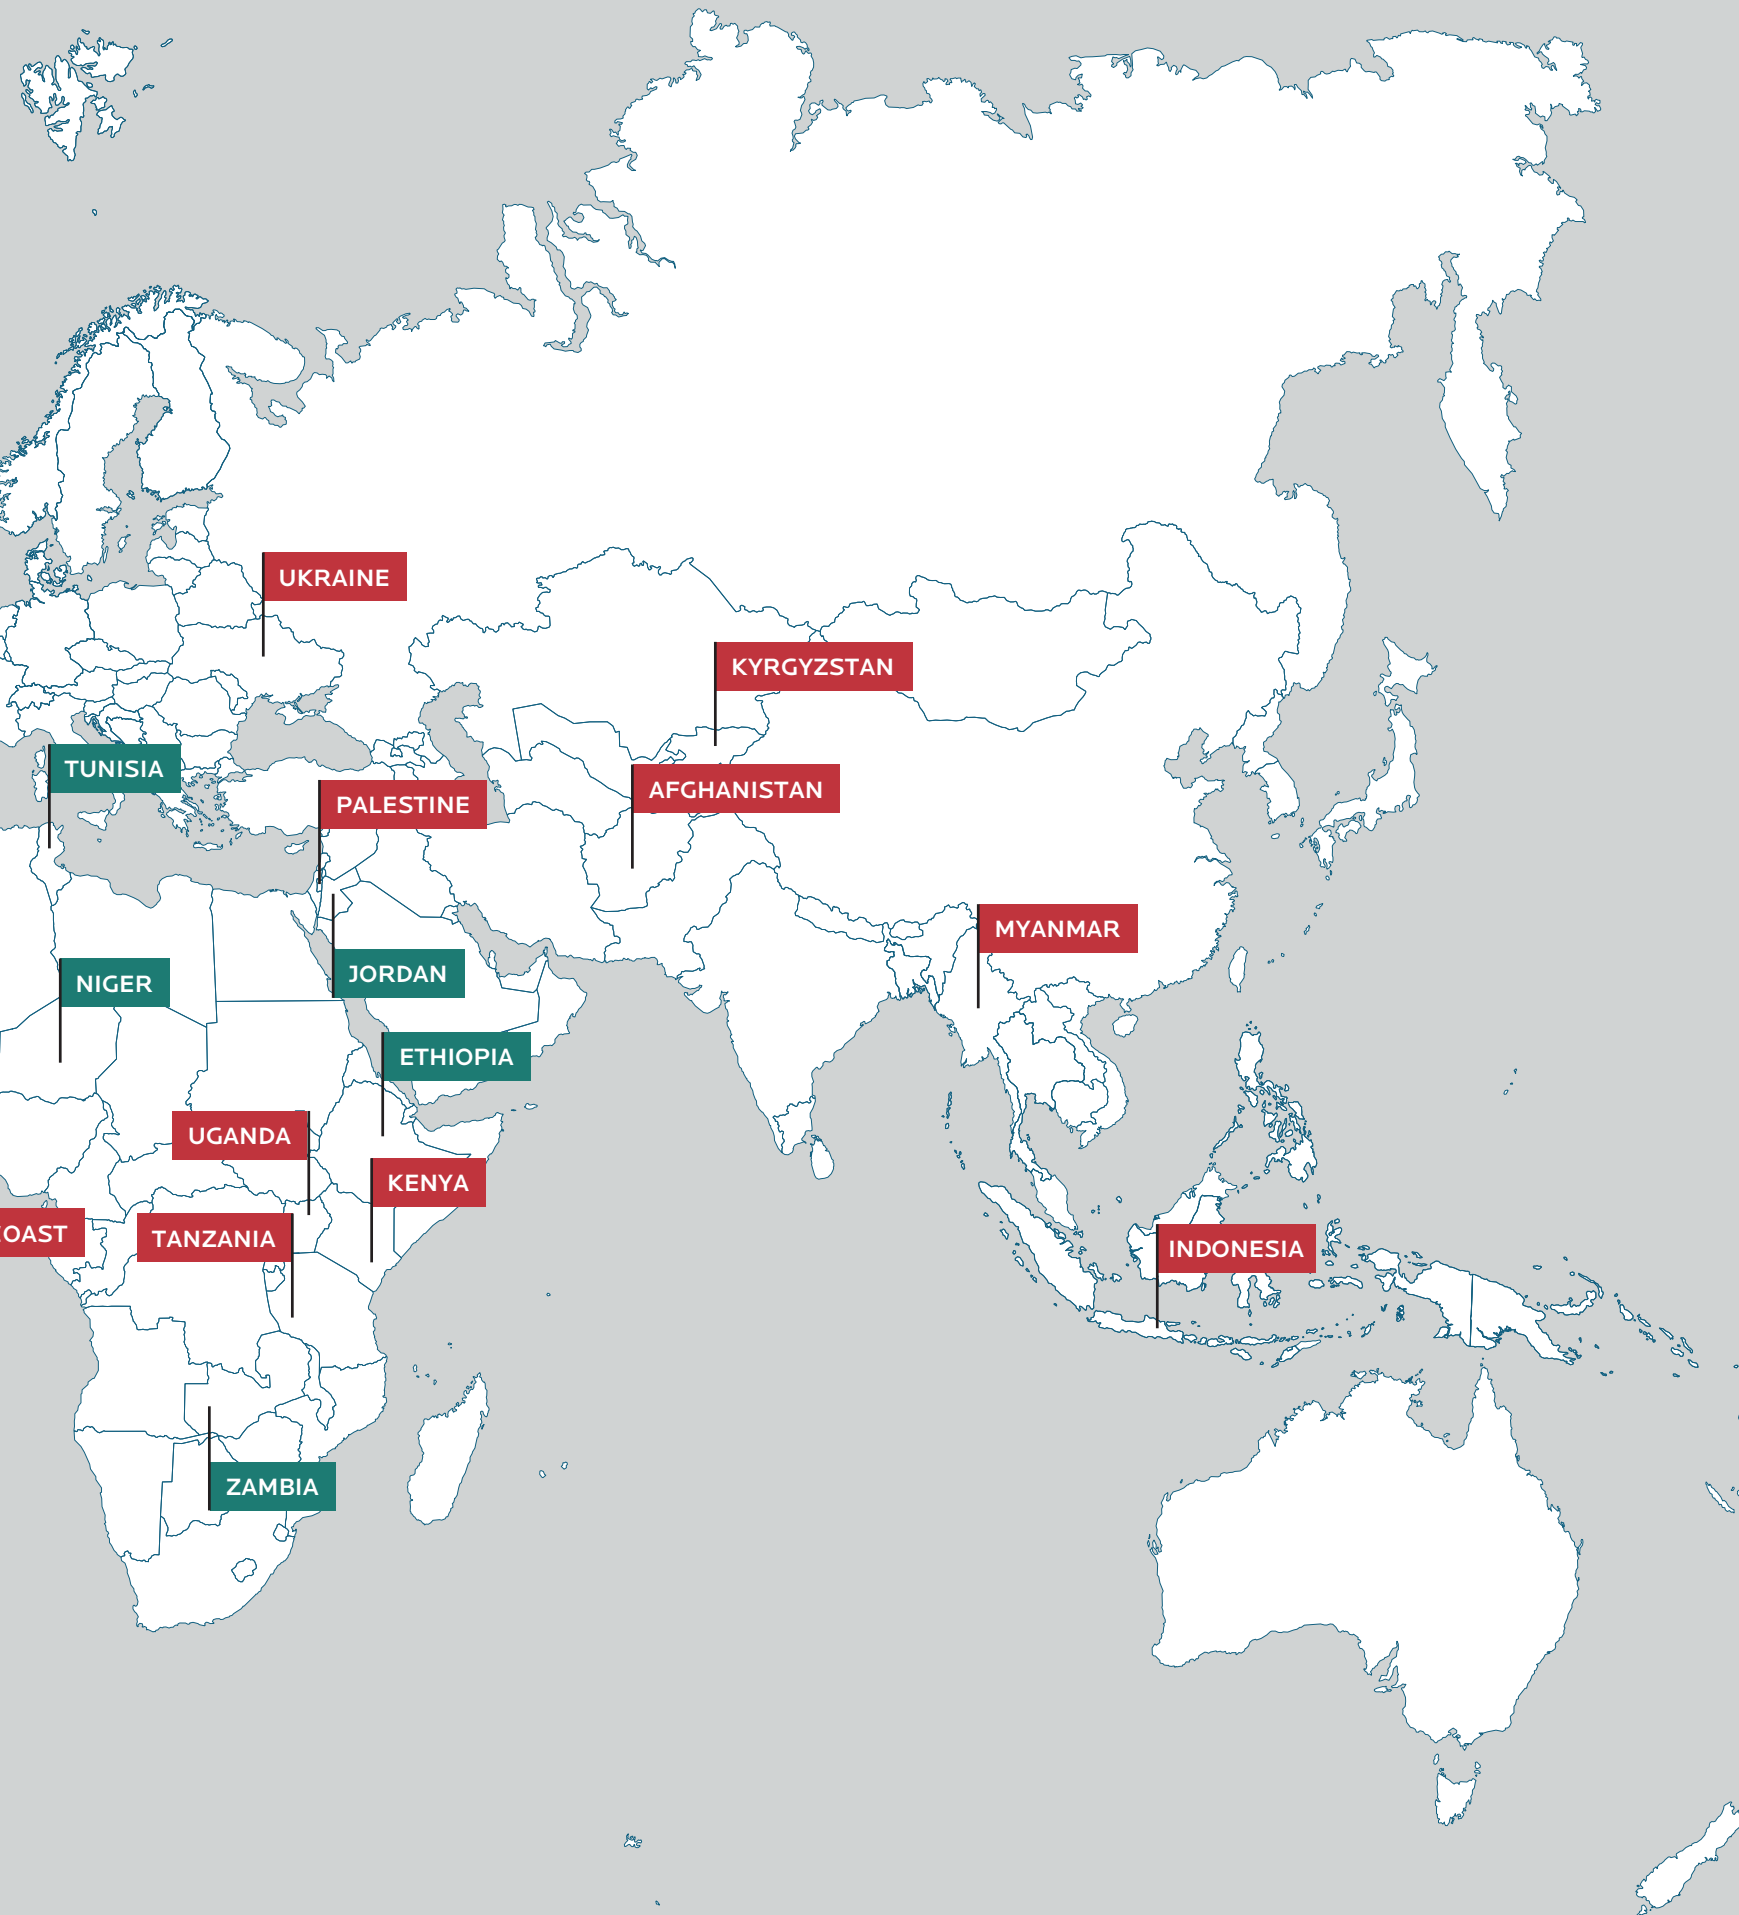 UKRAINE
KYRGYZSTAN
TUNISIA
AFGHANISTAN
PALESTINE
MYANMAR
JORDAN
NIGER
ETHIOPIA
UGANDA
KENYA
OAST
TANZANIA
INDONESIA
ZAMBIA